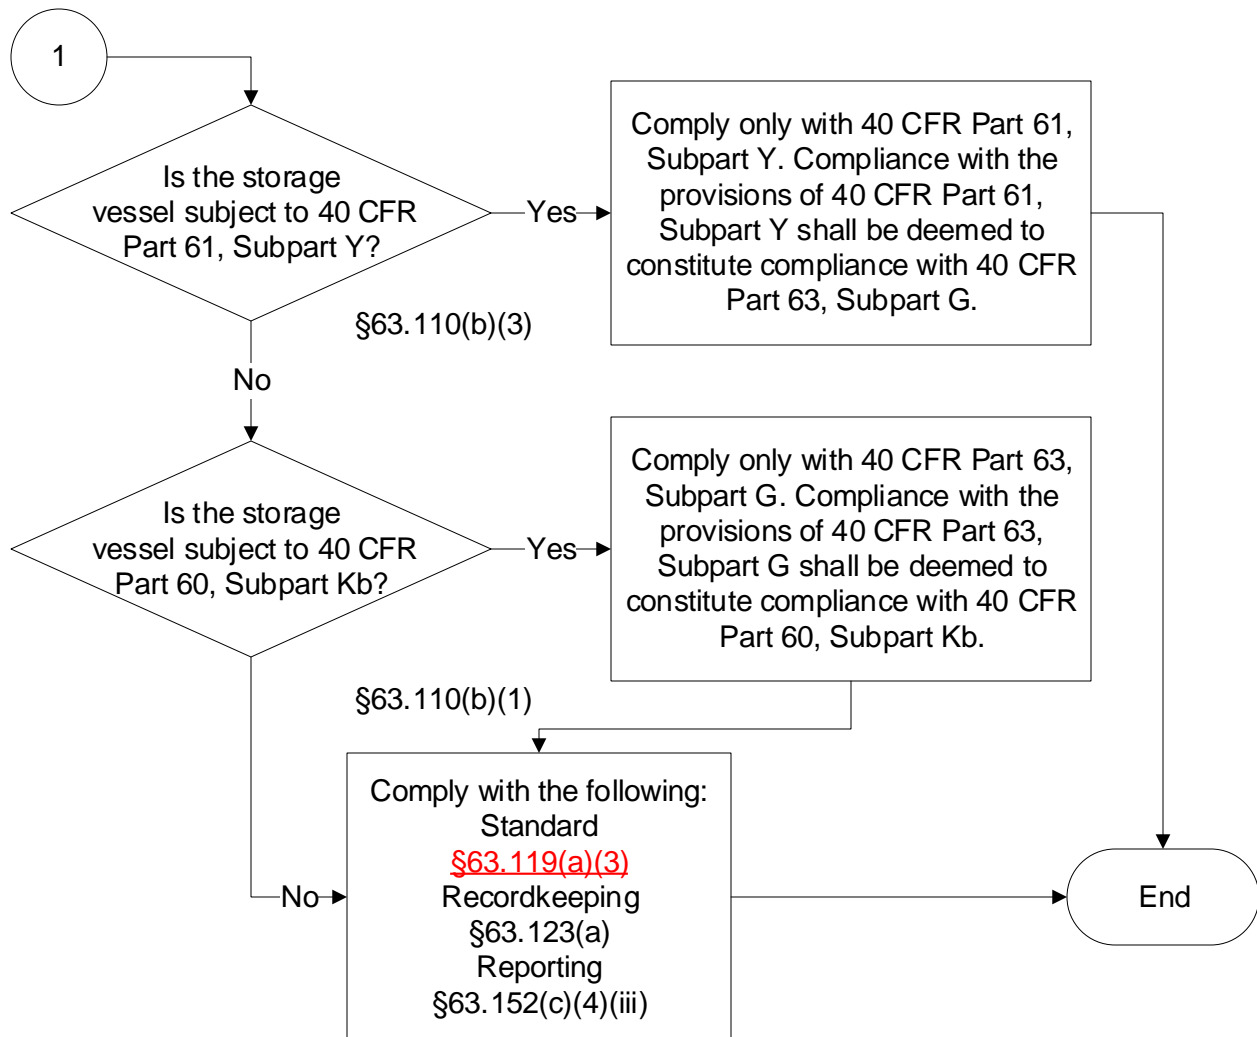 1
Is the storage
vessel subject to 40 CFR
Part 61, Subpart Y?
Yes
Comply only with 40 CFR Part 61,
Subpart Y. Compliance with the
provisions of 40 CFR Part 61,
Subpart Y shall be deemed to
constitute compliance with 40 CFR
Part 63, Subpart G.
§63.110(b)(3)
No
Is the storage
vessel subject to 40 CFR
Part 60, Subpart Kb?
Yes
Comply only with 40 CFR Part 63,
Subpart G. Compliance with the
provisions of 40 CFR Part 63,
Subpart G shall be deemed to
constitute compliance with 40 CFR
Part 60, Subpart Kb.
§63.110(b)(1)
No
Comply with the following:
Standard
§63.119(a)(3)
Recordkeeping
§63.123(a)
Reporting
§63.152(c)(4)(iii)
End